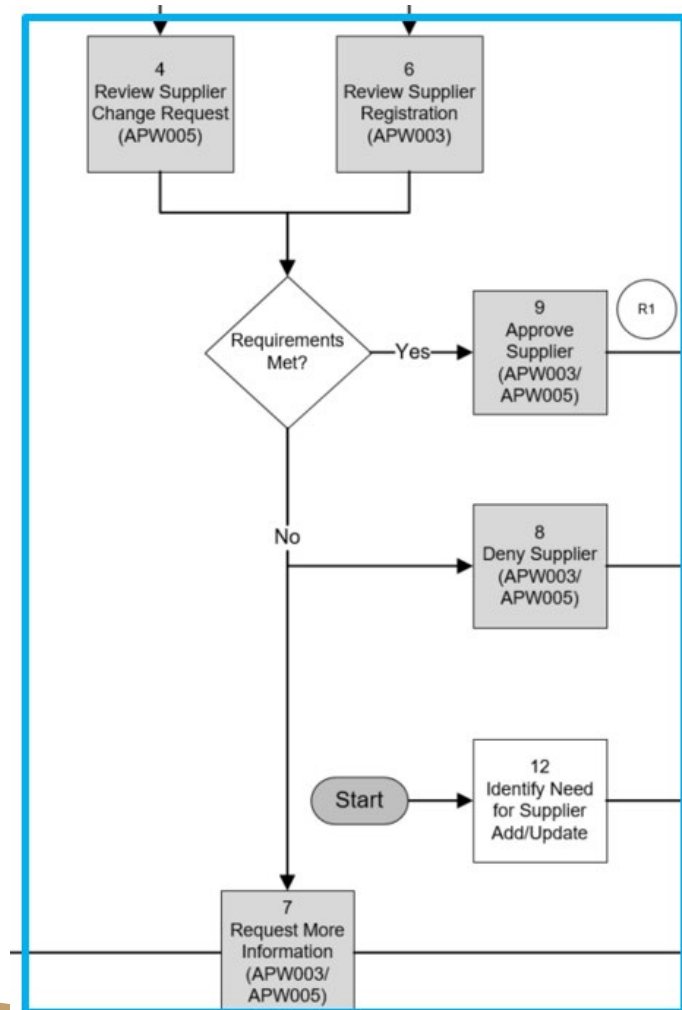 4
Review Supplier
Change Request
(APW005)
6
Review Supplier
Registration
(APW003)
Requirements
Met?
Yes
9
Approve
Supplier
(APW003/
APW005)
R1
No
8
Deny Supplier
(APW003/
APW005)
Start
12
Identify Need
for Supplier
Add/Update
7
Request More
Information
(APW003/
APW005)